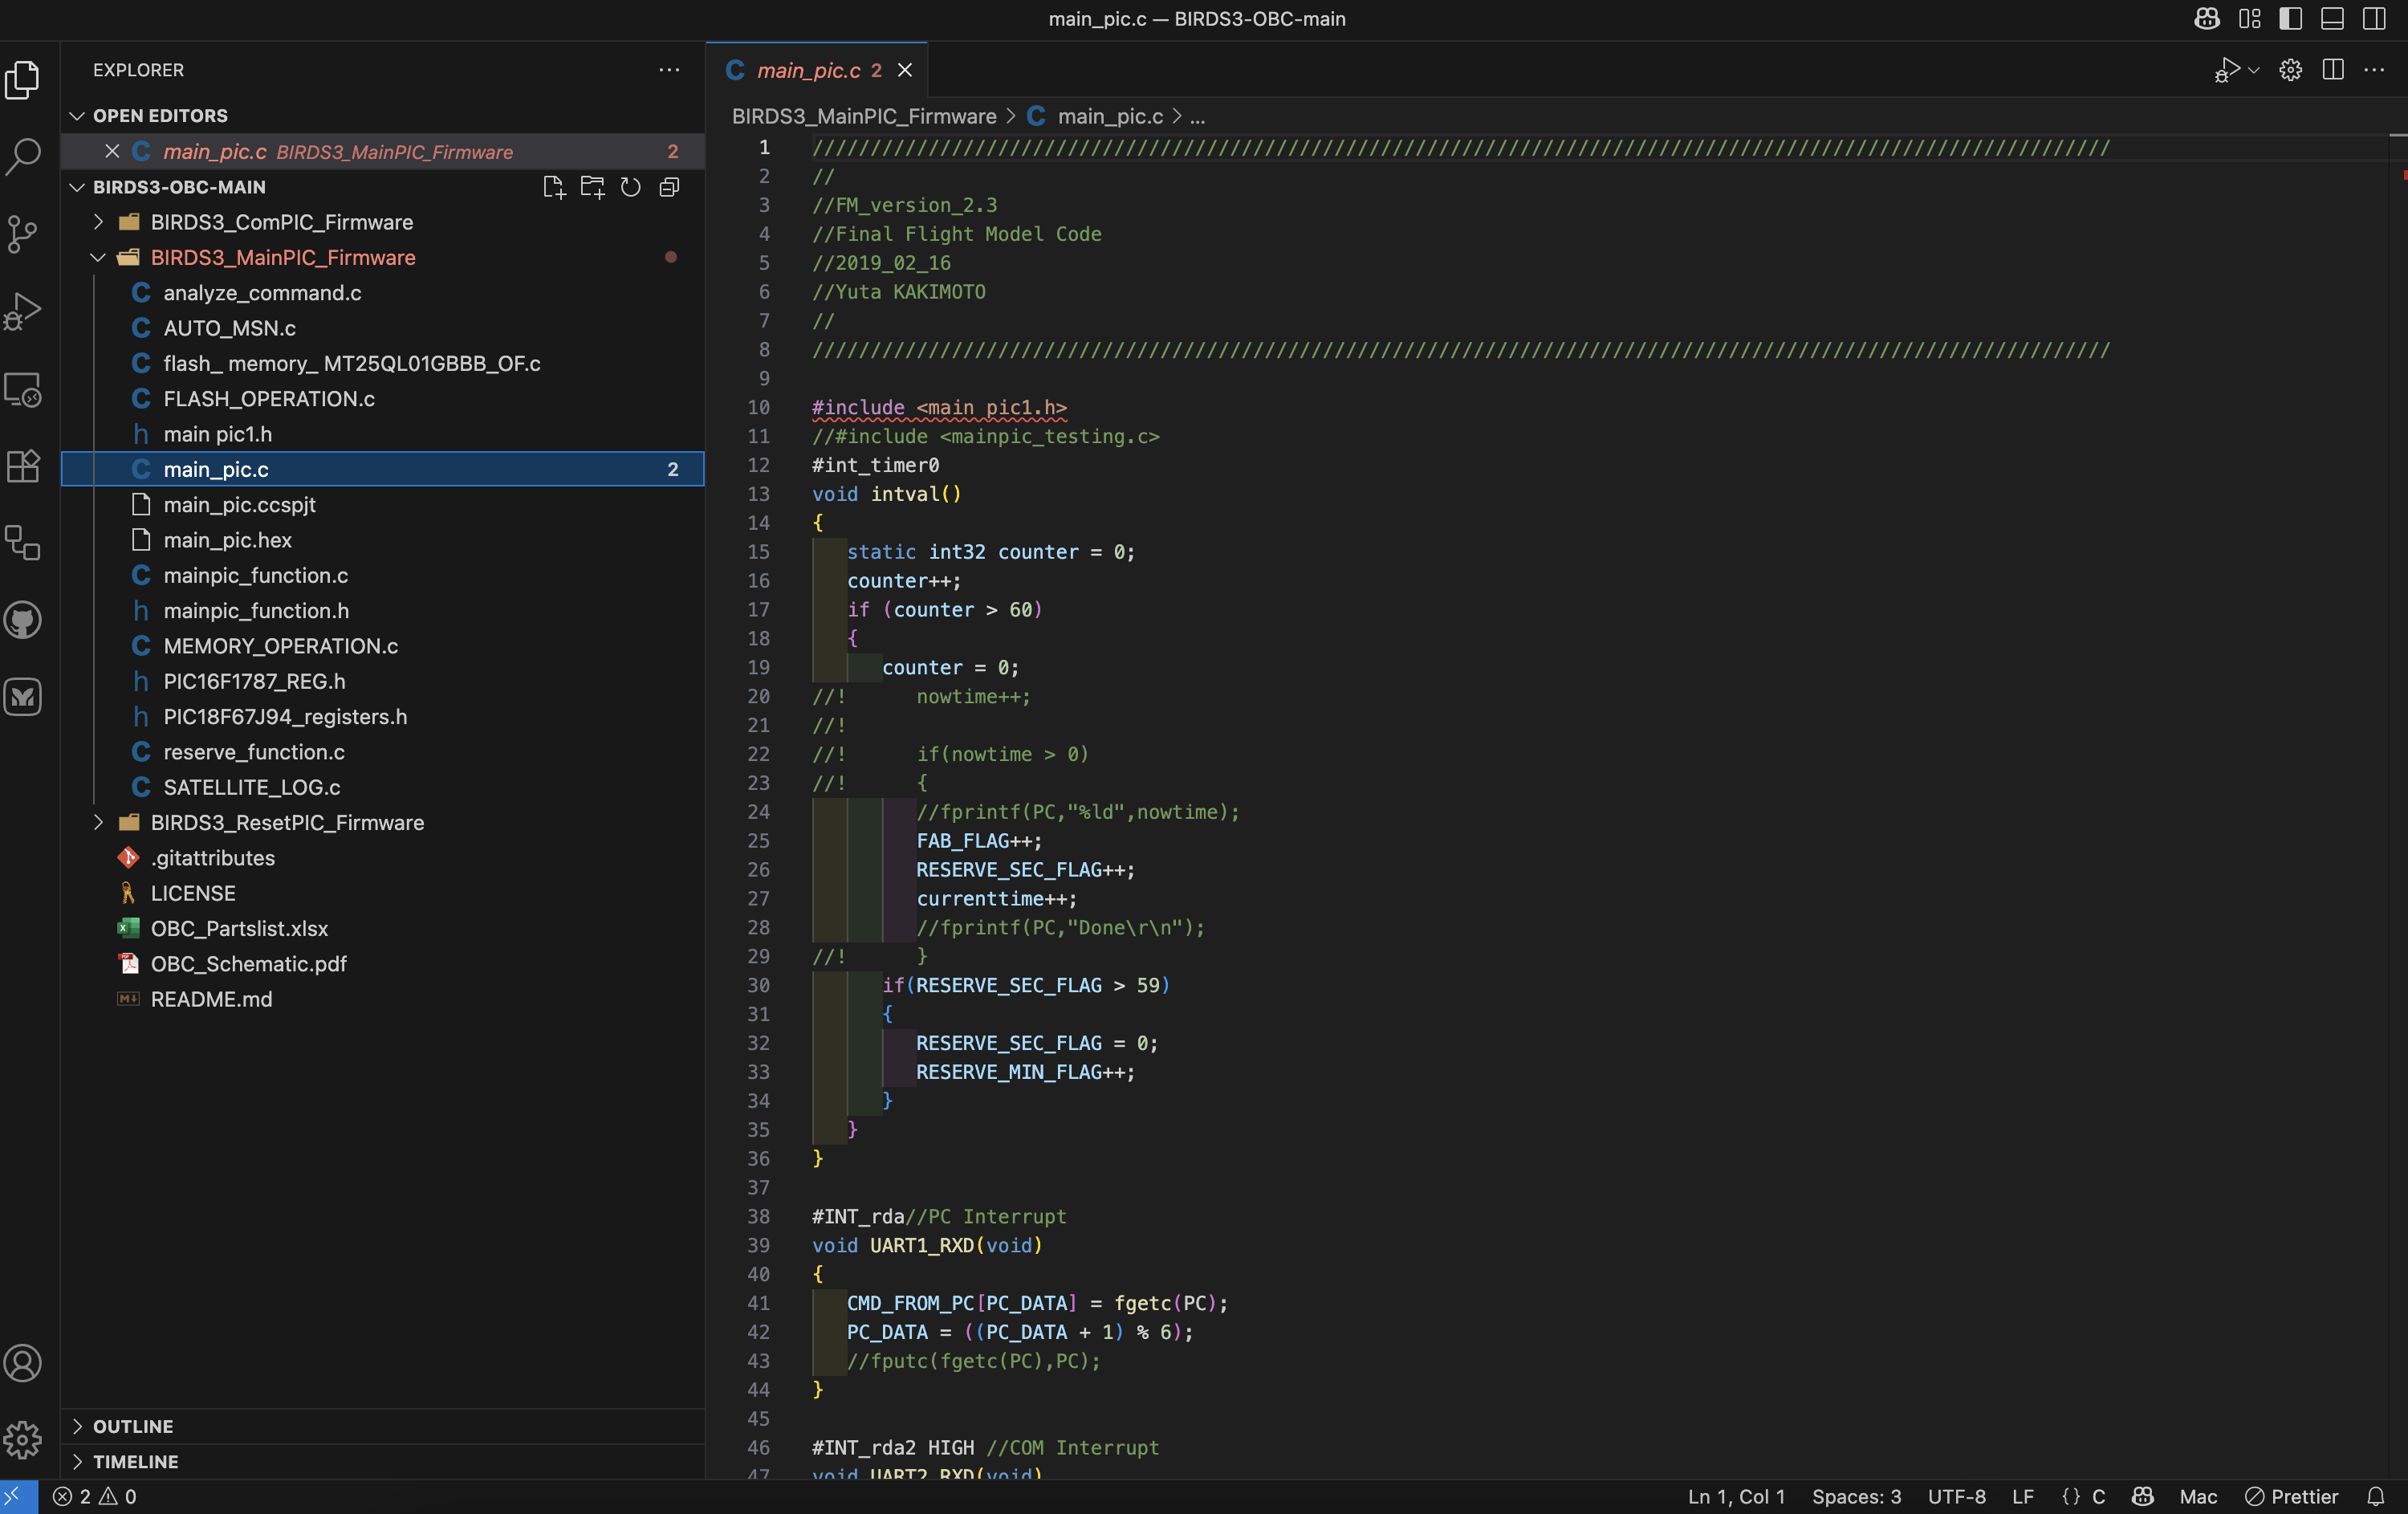 main_pic.c — BIRDS3-OBC-main
EXPLORER
OPEN EDITORS
main_pic.c BIRDS3_MainPIC_Firmware 2
BIRDS3-OBC-MAIN
BIRDS3_ComPIC_Firmware
BIRDS3_MainPIC_Firmware
analyze_command.c
AUTO_MSN.c
flash_ memory_ MT25QL01GBBB_OF.c
FLASH_OPERATION.c
main pic1.h
main_pic.c 2
main_pic.ccspjt
main_pic.hex
mainpic_function.c
mainpic_function.h
MEMORY_OPERATION.c
PIC16F1787_REG.h
PIC18F67J94_registers.h
reserve_function.c
SATELLITE_LOG.c
BIRDS3_ResetPIC_Firmware
.gitattributes
LICENSE
OBC_Partslist.xlsx
OBC_Schematic.pdf
README.md
OUTLINE
TIMELINE
main_pic.c 2
BIRDS3_MainPIC_Firmware > C main_pic.c > ...
1 ////////////////////////////////////////////////////////////////////////////////////////////////////////////////
2 //
3 //FM_version_2.3
4 //Final Flight Model Code
5 //2019_02_16
6 //Yuta KAKIMOTO
7 //
8 ////////////////////////////////////////////////////////////////////////////////////////////////////////////////
9
10 #include <main pic1.h>
11 //#include <mainpic_testing.c>
12 #int_timer0
13 void intval()
14 {
15 static int32 counter = 0;
16 counter++;
17 if (counter > 60)
18 {
19 counter = 0;
20 //! nowtime++;
21 //!
22 //! if(nowtime > 0)
23 //! {
24 //fprintf(PC,"%ld",nowtime);
25 FAB_FLAG++;
26 RESERVE_SEC_FLAG++;
27 currenttime++;
28 //fprintf(PC,"Done\r\n");
29 //! }
30 if(RESERVE_SEC_FLAG > 59)
31 {
32 RESERVE_SEC_FLAG = 0;
33 RESERVE_MIN_FLAG++;
34 }
35 }
36 }
37
38 #INT_rda//PC Interrupt
39 void UART1_RXD(void)
40 {
41 CMD_FROM_PC[PC_DATA] = fgetc(PC);
42 PC_DATA = ((PC_DATA + 1) % 6);
43 //fputc(fgetc(PC),PC);
44 }
45
46 #INT_rda2 HIGH //COM Interrupt
47 void UART2_RXD(void)
2 0
Ln 1, Col 1 Spaces: 3 UTF-8 LF {} C Mac Prettier